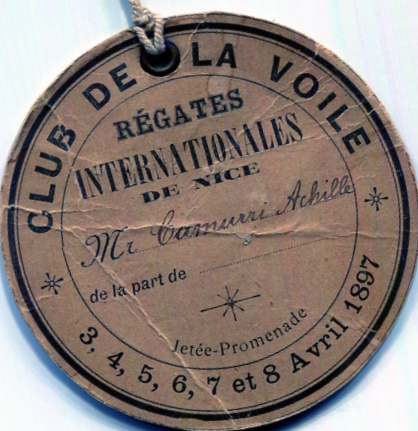 CLUB DE LA VOILE
RÉGATES
INTERNATIONALES
DE NICE
Mr Camurri Achille
de la part de
Jetée-Promenade
3, 4, 5, 6, 7 et 8 Avril 1897